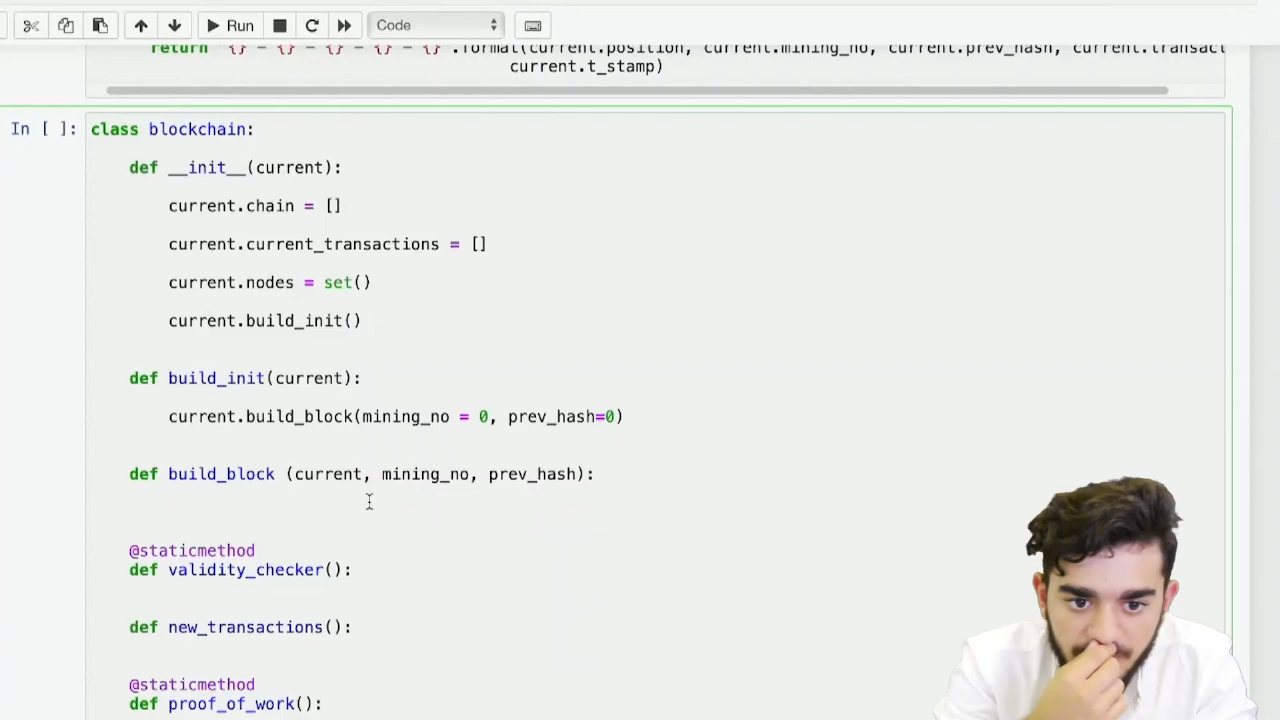 Run Code
return "{} - {} - {} - {} - {}".format(current.position, current.mining_no, current.prev_hash, current.transact
current.t_stamp)
In [ ]: class blockchain:
def __init__(current):
current.chain = []
current.current_transactions = []
current.nodes = set()
current.build_init()
def build_init(current):
current.build_block(mining_no = 0, prev_hash=0)
def build_block (current, mining_no, prev_hash):
@staticmethod
def validity_checker():
def new_transactions():
@staticmethod
def proof_of_work():